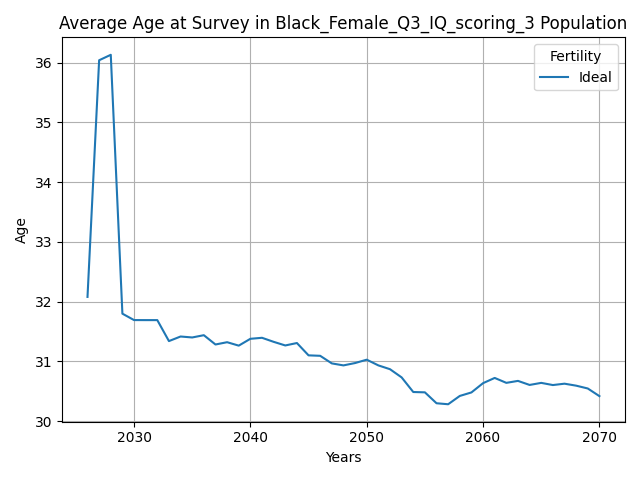 Average Age at Survey in Black_Female_Q3_IQ_scoring_3 Population
Fertility
Ideal
36
35
34
33
32
31
30
Age
2030 2040 2050 2060 2070
Years